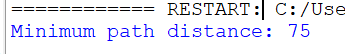 ============ RESTART: C:/Use
Minimum path distance: 75